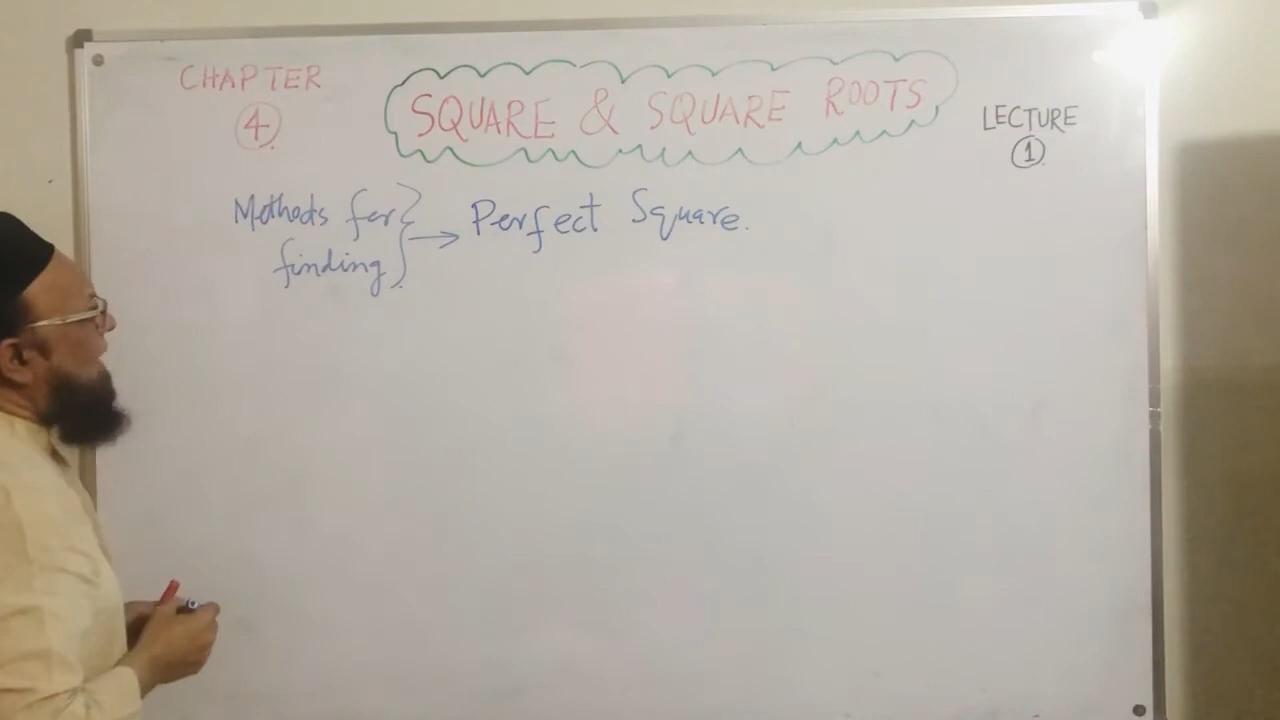 CHAPTER
4
SQUARE & SQUARE ROOTS
LECTURE
1
Methods for
finding
→ Perfect Square.